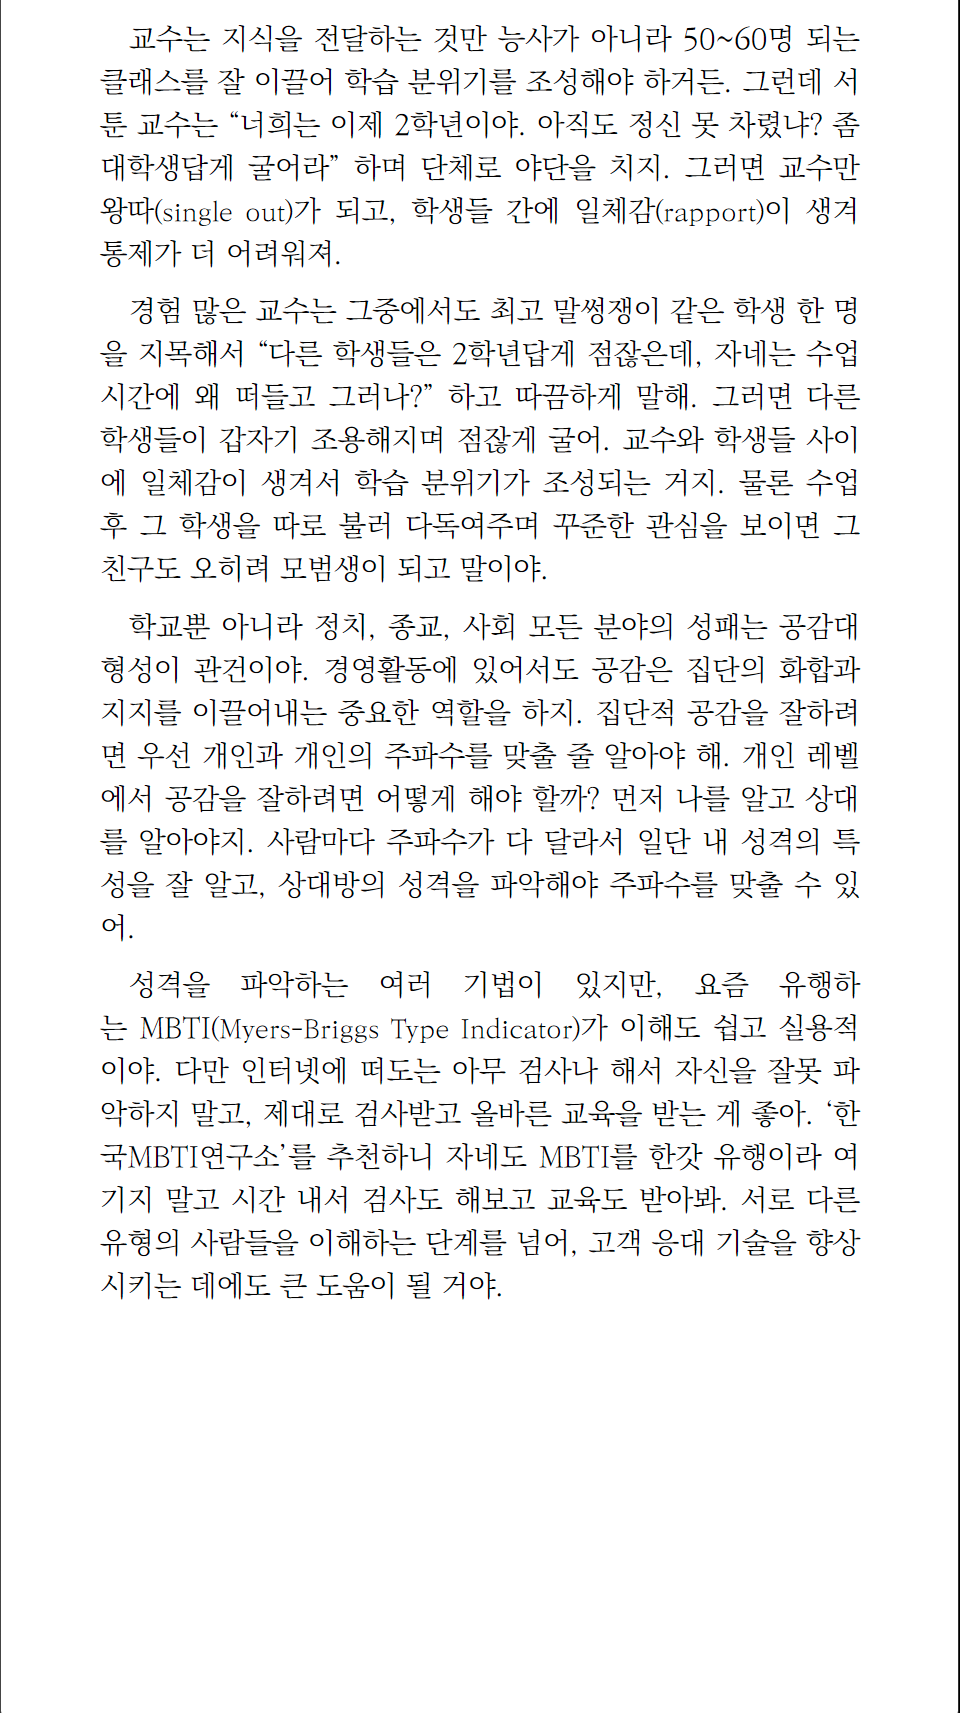 교수는 지식을 전달하는 것만 능사가 아니라 50~60명 되는
클래스를 잘 이끌어 학습 분위기를 조성해야 하거든. 그런데 서
툰 교수는 “너희는 이제 2학년이야. 아직도 정신 못 차렸냐? 좀
대학생답게 굴어라” 하며 단체로 야단을 치지. 그러면 교수만
왕따(single out)가 되고, 학생들 간에 일체감(rapport)이 생겨
통제가 더 어려워져.
경험 많은 교수는 그중에서도 최고 말썽쟁이 같은 학생 한 명
을 지목해서 “다른 학생들은 2학년답게 점잖은데, 자네는 수업
시간에 왜 떠들고 그러나?” 하고 따끔하게 말해. 그러면 다른
학생들이 갑자기 조용해지며 점잖게 굴어. 교수와 학생들 사이
에 일체감이 생겨서 학습 분위기가 조성되는 거지. 물론 수업
후 그 학생을 따로 불러 다독여주며 꾸준한 관심을 보이면 그
친구도 오히려 모범생이 되고 말이야.
학교뿐 아니라 정치, 종교, 사회 모든 분야의 성패는 공감대
형성이 관건이야. 경영활동에 있어서도 공감은 집단의 화합과
지지를 이끌어내는 중요한 역할을 하지. 집단적 공감을 잘하려
면 우선 개인과 개인의 주파수를 맞출 줄 알아야 해. 개인 레벨
에서 공감을 잘하려면 어떻게 해야 할까? 먼저 나를 알고 상대
를 알아야지. 사람마다 주파수가 다 달라서 일단 내 성격의 특
성을 잘 알고, 상대방의 성격을 파악해야 주파수를 맞출 수 있
어.
성격을 파악하는 여러 기법이 있지만, 요즘 유행하
는 MBTI(Myers-Briggs Type Indicator)가 이해도 쉽고 실용적
이야. 다만 인터넷에 떠도는 아무 검사나 해서 자신을 잘못 파
악하지 말고, 제대로 검사받고 올바른 교육을 받는 게 좋아. ‘한
국MBTI연구소’를 추천하니 자네도 MBTI를 한갓 유행이라 여
기지 말고 시간 내서 검사도 해보고 교육도 받아봐. 서로 다른
유형의 사람들을 이해하는 단계를 넘어, 고객 응대 기술을 향상
시키는 데에도 큰 도움이 될 거야.